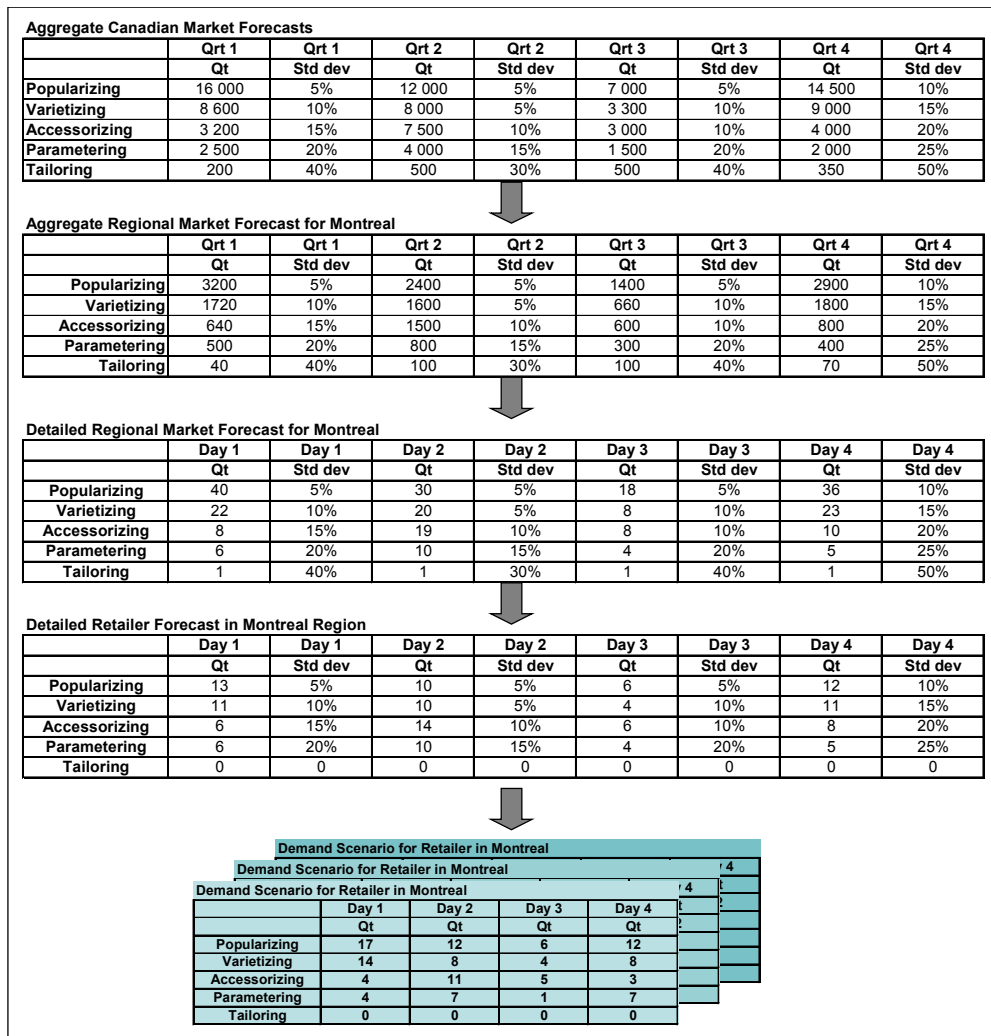 Aggregate Canadian Market Forecasts
Qrt 1 Qrt 1 Qrt 2 Qrt 2 Qrt 3 Qrt 3 Qrt 4 Qrt 4
Qt Std dev Qt Std dev Qt Std dev Qt Std dev
Popularizing 16 000 5% 12 000 5% 7 000 5% 14 500 10%
Varietizing 8 600 10% 8 000 5% 3 300 10% 9 000 15%
Accessorizing 3 200 15% 7 500 10% 3 000 10% 4 000 20%
Parametering 2 500 20% 4 000 15% 1 500 20% 2 000 25%
Tailoring 200 40% 500 30% 500 40% 350 50%
Aggregate Regional Market Forecast for Montreal
Qrt 1 Qrt 1 Qrt 2 Qrt 2 Qrt 3 Qrt 3 Qrt 4 Qrt 4
Qt Std dev Qt Std dev Qt Std dev Qt Std dev
Popularizing 3200 5% 2400 5% 1400 5% 2900 10%
Varietizing 1720 10% 1600 5% 660 10% 1800 15%
Accessorizing 640 15% 1500 10% 600 10% 800 20%
Parametering 500 20% 800 15% 300 20% 400 25%
Tailoring 40 40% 100 30% 100 40% 70 50%
Detailed Regional Market Forecast for Montreal
Day 1 Day 1 Day 2 Day 2 Day 3 Day 3 Day 4 Day 4
Qt Std dev Qt Std dev Qt Std dev Qt Std dev
Popularizing 40 5% 30 5% 18 5% 36 10%
Varietizing 22 10% 20 5% 8 10% 23 15%
Accessorizing 8 15% 19 10% 8 10% 10 20%
Parametering 6 20% 10 15% 4 20% 5 25%
Tailoring 1 40% 1 30% 1 40% 1 50%
Detailed Retailer Forecast in Montreal Region
Day 1 Day 1 Day 2 Day 2 Day 3 Day 3 Day 4 Day 4
Qt Std dev Qt Std dev Qt Std dev Qt Std dev
Popularizing 13 5% 10 5% 6 5% 12 10%
Varietizing 11 10% 10 5% 4 10% 11 15%
Accessorizing 6 15% 14 10% 6 10% 8 20%
Parametering 6 20% 10 15% 4 20% 5 25%
Tailoring 0 0 0 0 0 0 0 0
Demand Scenario for Retailer in Montreal
Demand Scenario for Retailer in Montreal
Demand Scenario for Retailer in Montreal
Day 1 Day 2 Day 3 Day 4
Qt Qt Qt Qt
Popularizing 17 12 6 12
Varietizing 14 8 4 8
Accessorizing 4 11 5 3
Parametering 4 7 1 7
Tailoring 0 0 0 0